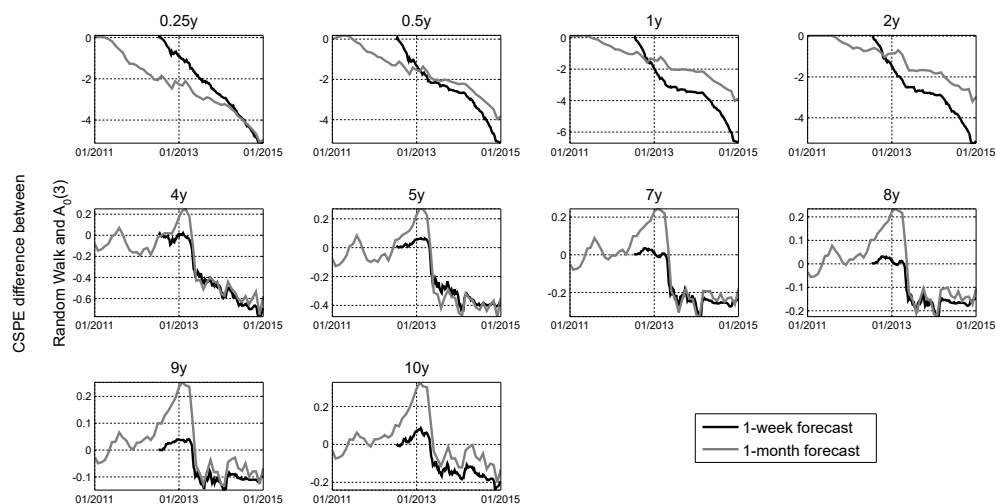 0.25y 0.5y 1y 2y
0 0 0 0
-2 -2 -2 -2
-4 -4 -4 -4
-6
01/2011 01/2013 01/2015 01/2011 01/2013 01/2015 01/2011 01/2013 01/2015 01/2011 01/2013 01/2015
CSPE difference between
Random Walk and A₀(3)
4y 5y 7y 8y
0.2 0.2 0.2 0.2
0 0 0 0.1
-0.2 -0.2 -0.2 0
-0.4 -0.4 -0.1
-0.6 -0.2
01/2011 01/2013 01/2015 01/2011 01/2013 01/2015 01/2011 01/2013 01/2015 01/2011 01/2013 01/2015
9y 10y
0.2 0.2
0.1 0
0 -0.2
-0.1
01/2011 01/2013 01/2015 01/2011 01/2013 01/2015
1-week forecast
1-month forecast